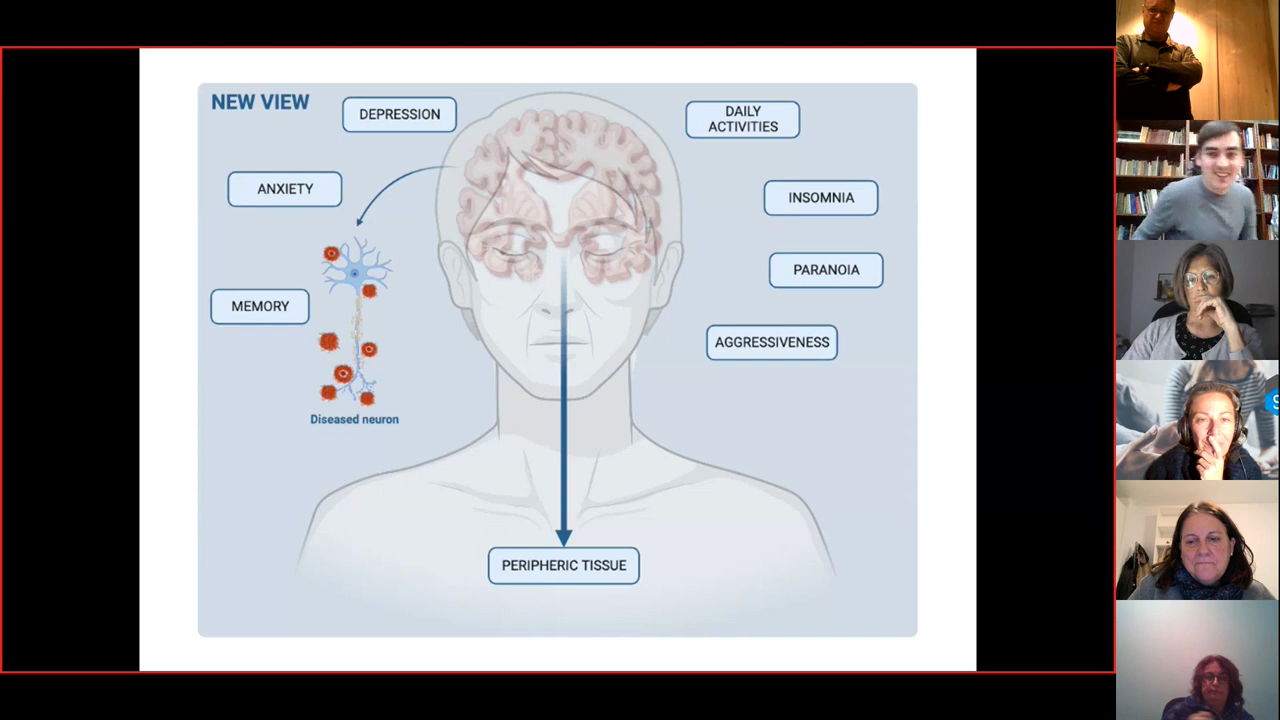 NEW VIEW
DEPRESSION
DAILY
ACTIVITIES
ANXIETY
INSOMNIA
PARANOIA
MEMORY
AGGRESSIVENESS
Diseased neuron
PERIPHERIC TISSUE